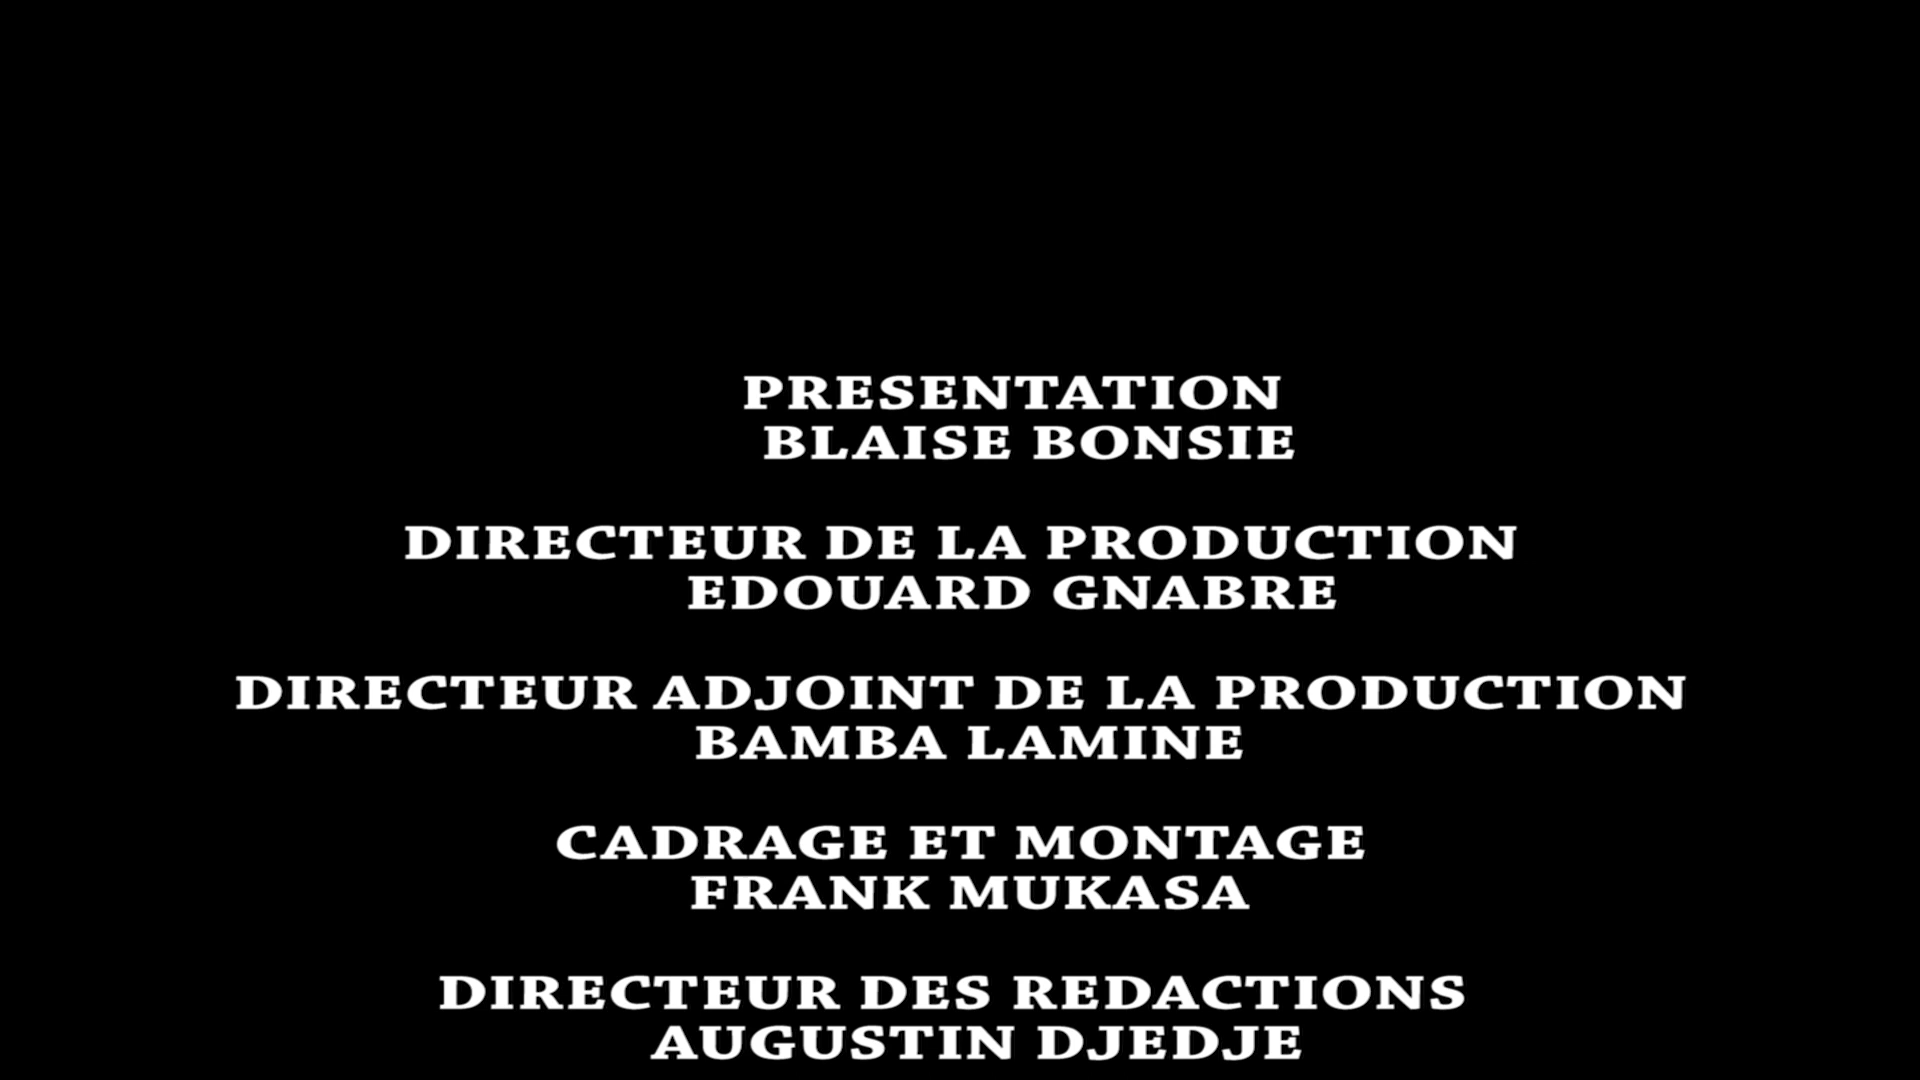 PRESENTATION
BLAISE BONSIE
DIRECTEUR DE LA PRODUCTION
EDOUARD GNABRE
DIRECTEUR ADJOINT DE LA PRODUCTION
BAMBA LAMINE
CADRAGE ET MONTAGE
FRANK MUKASA
DIRECTEUR DES REDACTIONS
AUGUSTIN DJEDJE